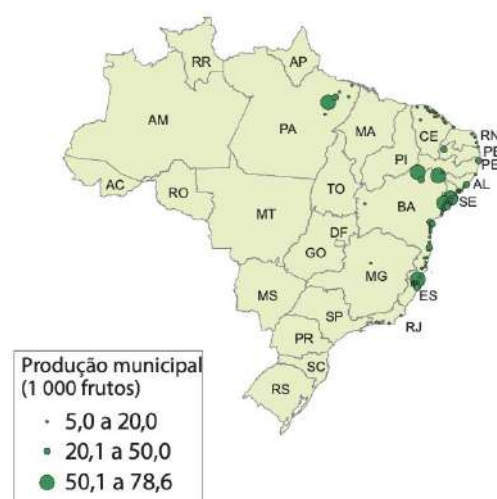 RR
AP
AM
PA
MA
CE
RN
PB
PE
PI
AL
SE
AC
RO
TO
BA
MT
DF
GO
MG
MS
ES
SP
RJ
PR
SC
RS
Produção municipal
(1 000 frutos)
5,0 a 20,0
20,1 a 50,0
50,1 a 78,6